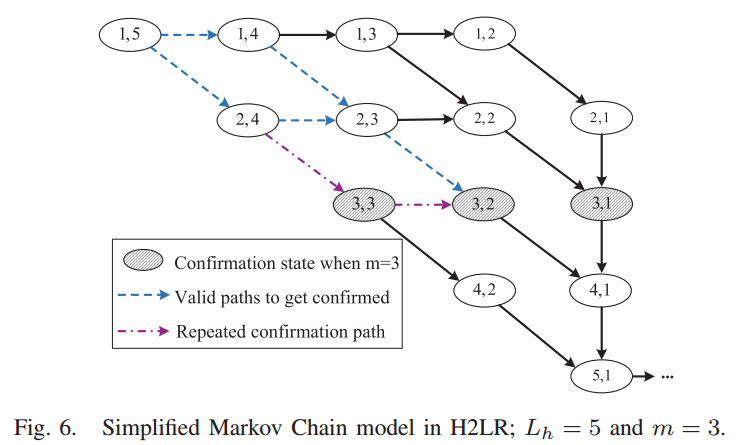 1,5 1,4 1,3 1,2
2,4 2,3 2,2 2,1
3,3 3,2 3,1
Confirmation state when m=3
Valid paths to get confirmed
Repeated confirmation path
4,2 4,1
5,1 ...
Fig. 6. Simplified Markov Chain model in H2LR; L_h = 5 and m = 3.